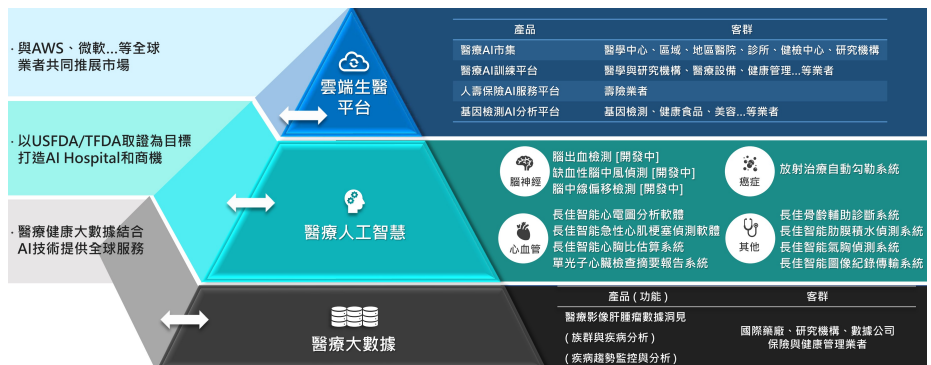 · 與AWS、微軟...等全球
業者共同推展市場
雲端生醫
平台
產品 客群
醫療AI市集 醫學中心、區域、地區醫院、診所、健檢中心、研究機構
醫療AI訓練平台 醫學與研究機構、醫療設備、健康管理...等業者
人壽保險AI服務平台 壽險業者
基因檢測AI分析平台 基因檢測、健康食品、美容...等業者
· 以USFDA/TFDA取證為目標
打造AI Hospital和商機
醫療人工智慧
腦神經
腦出血檢測 [開發中]
缺血性腦中風偵測 [開發中]
腦中線偏移檢測 [開發中]
癌症
放射治療自動勾勒系統
心血管
長佳智能心電圖分析軟體
長佳智能急性心肌梗塞偵測軟體
長佳智能心胸比估算系統
單光子心臟檢查摘要報告系統
其他
長佳骨齡輔助診斷系統
長佳智能肋膜積水偵測系統
長佳智能氣胸偵測系統
長佳智能圖像紀錄傳輸系統
· 醫療健康大數據結合
AI技術提供全球服務
醫療大數據
產品 ( 功能 ) 客群
醫療影像肝腫瘤數據洞見
( 族群與疾病分析 )
( 疾病趨勢監控與分析 )
國際藥廠、研究機構、數據公司
保險與健康管理業者